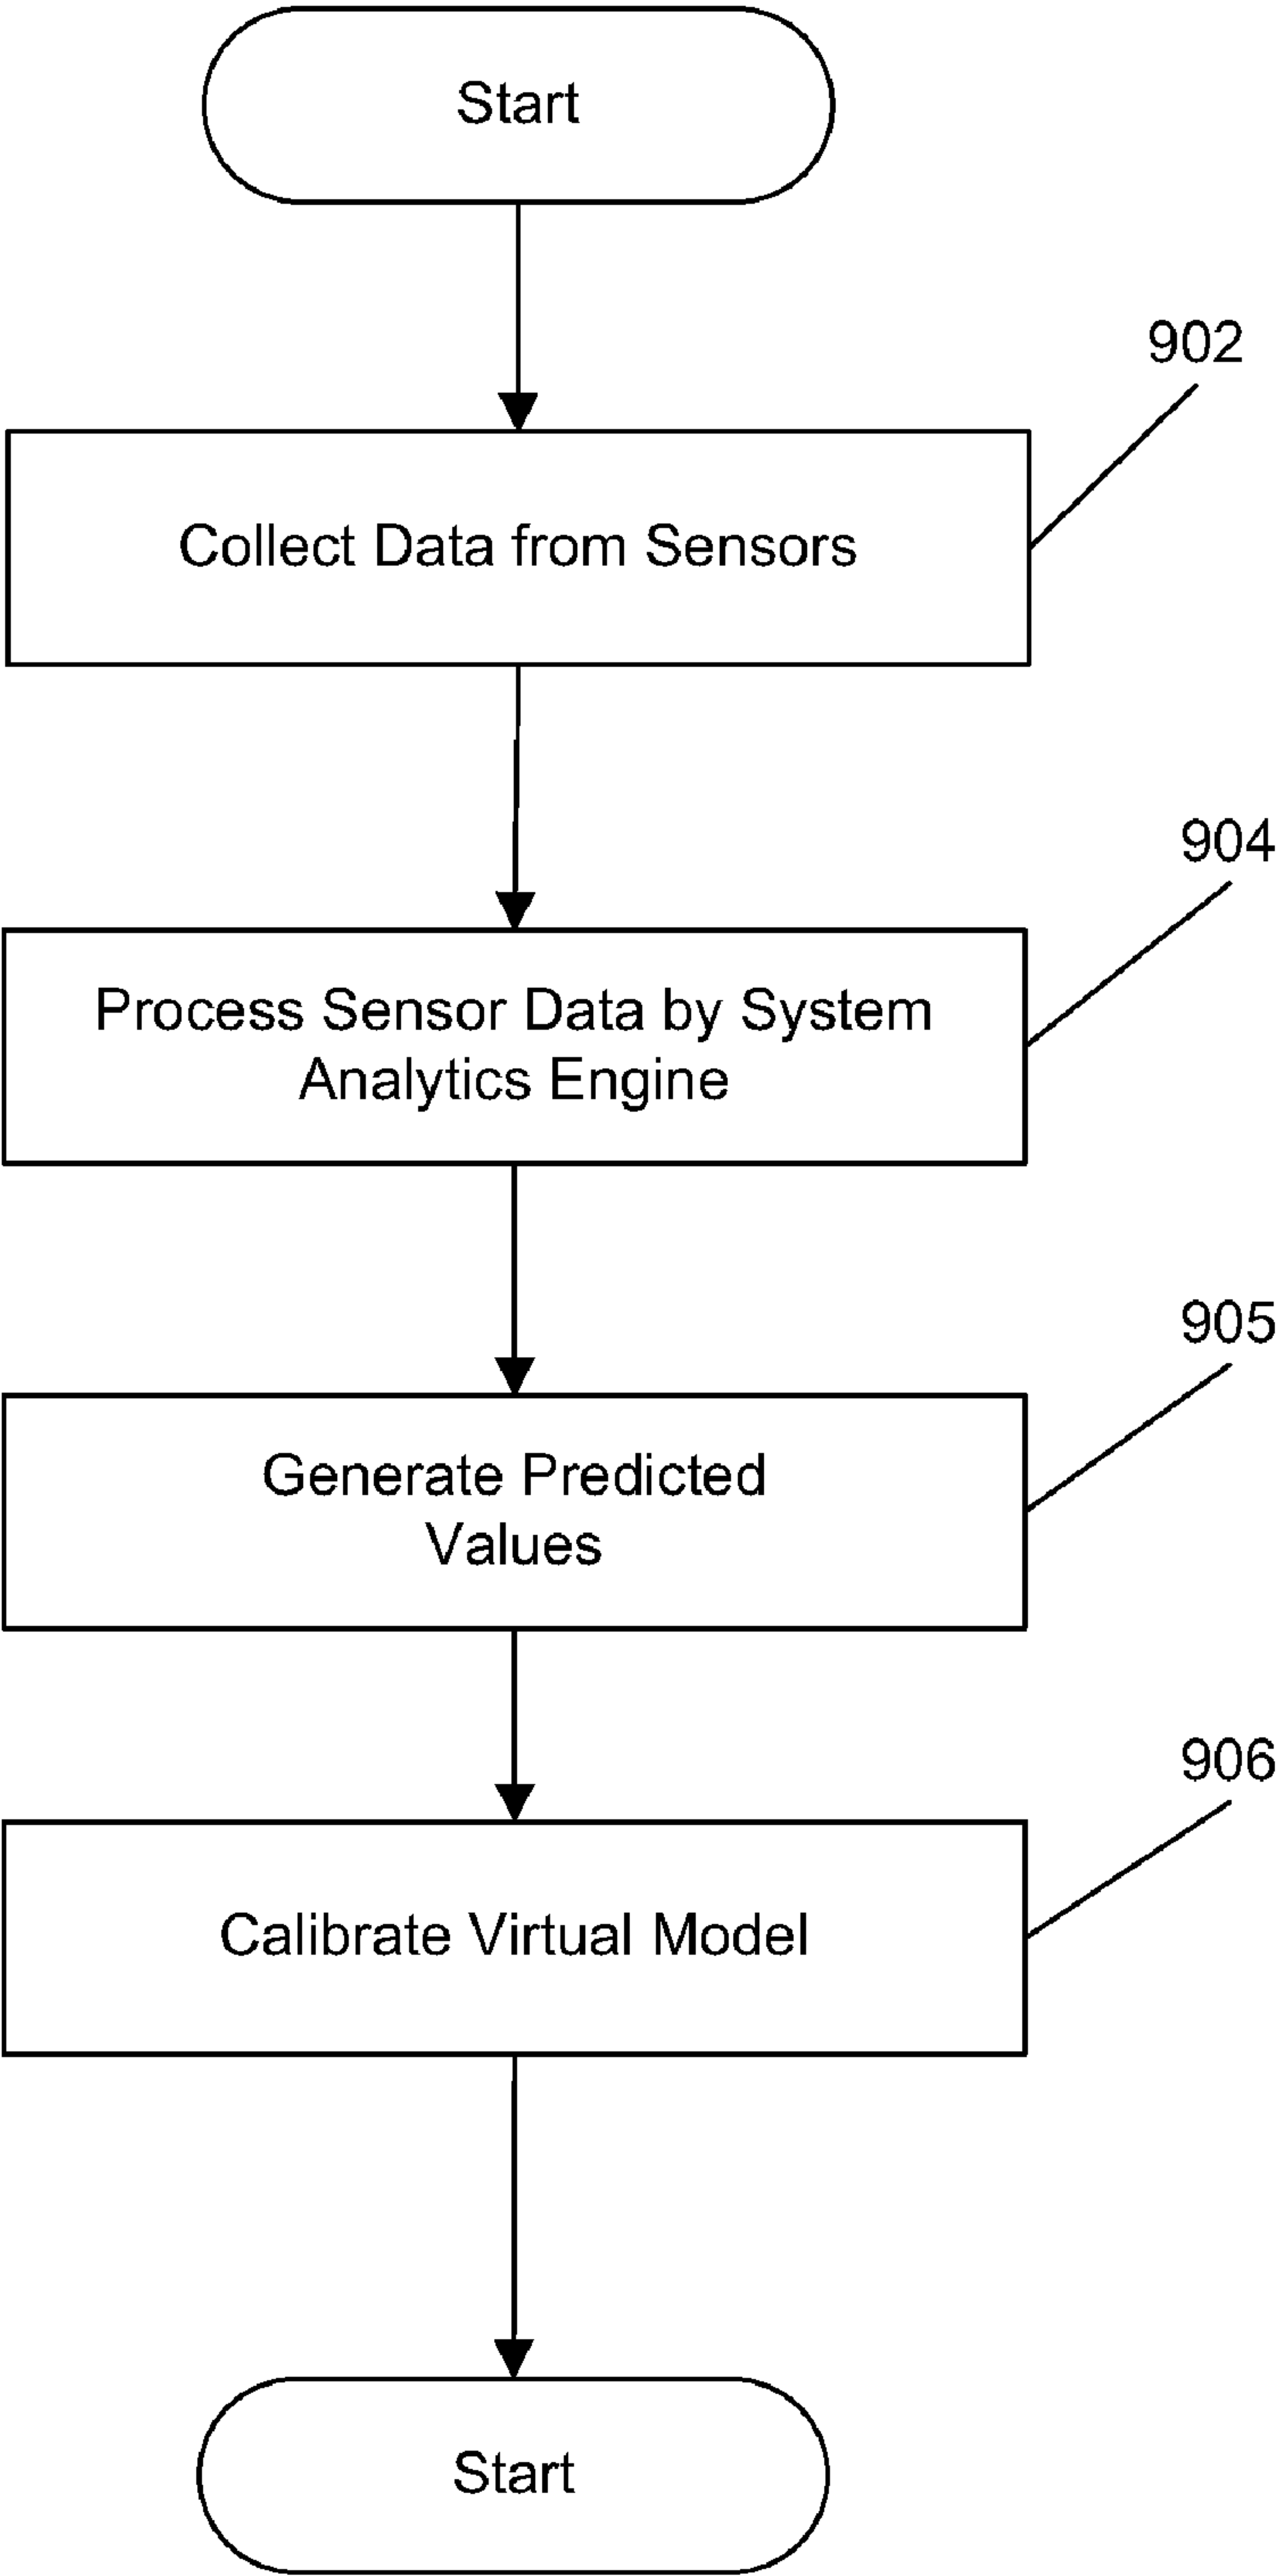 Start
902
Collect Data from Sensors
904
Process Sensor Data by System
Analytics Engine
905
Generate Predicted
Values
906
Calibrate Virtual Model
Start